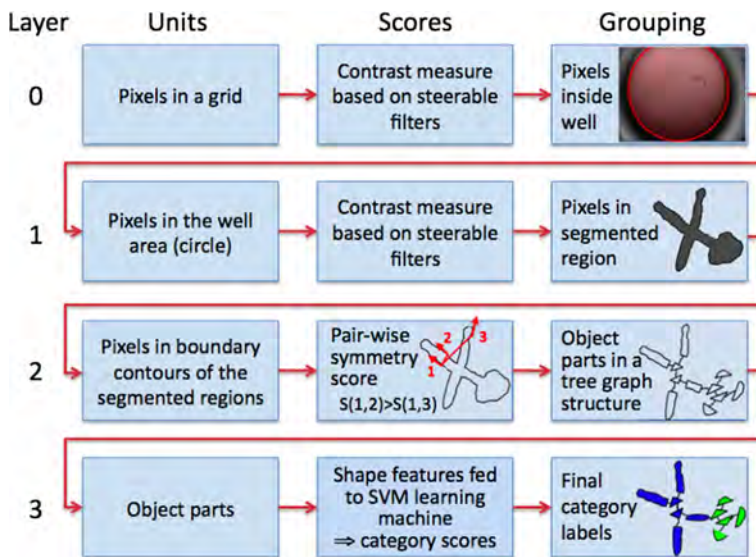 Layer
Units
Scores
Grouping
0
Pixels in a grid
Contrast measure
based on steerable
filters
Pixels
inside
well
1
Pixels in the well
area (circle)
Contrast measure
based on steerable
filters
Pixels in
segmented
region
2
Pixels in boundary
contours of the
segmented regions
Pair-wise
symmetry
score
S(1,2)>S(1,3)
1
2
3
Object
parts in a
tree graph
structure
3
Object parts
Shape features fed
to SVM learning
machine
⇒ category scores
Final
category
labels